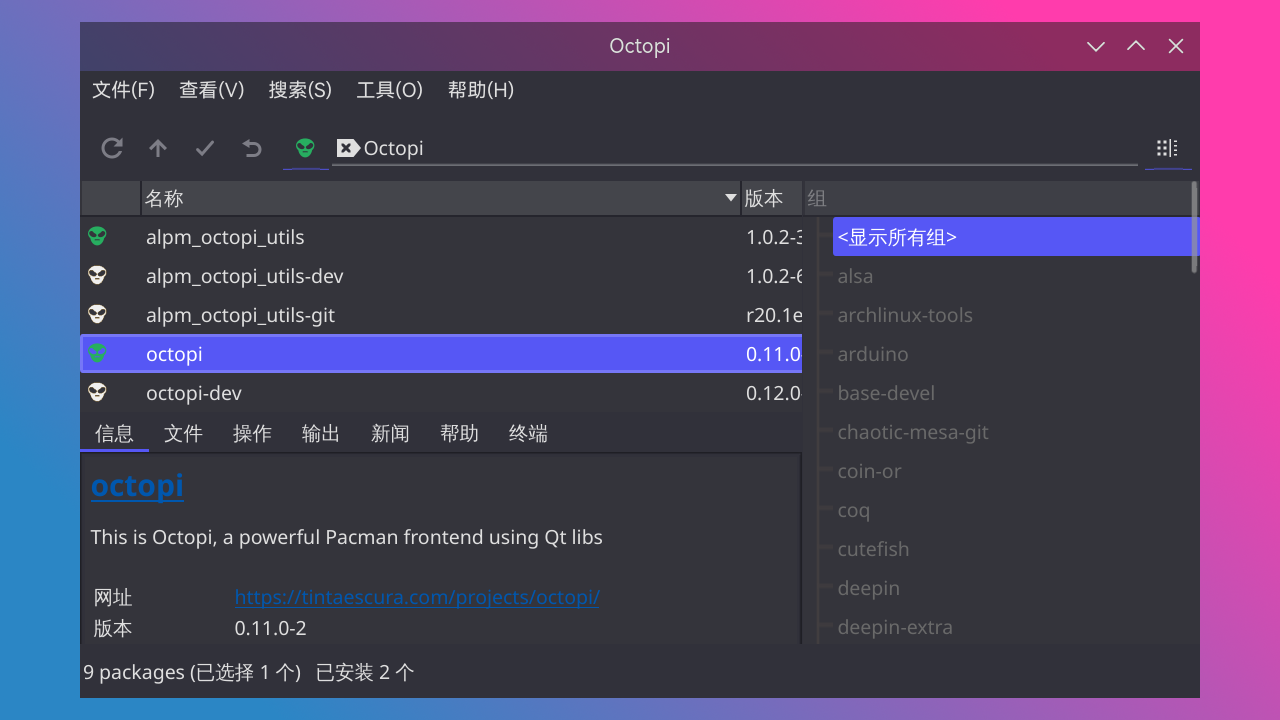 Octopi
文件(F) 查看(V) 搜索(S) 工具(O) 帮助(H)
Octopi
名称 版本 组
alpm_octopi_utils 1.0.2-3 <显示所有组>
alpm_octopi_utils-dev 1.0.2-6 alsa
alpm_octopi_utils-git r20.1e archlinux-tools
octopi 0.11.0 arduino
octopi-dev 0.12.0 base-devel
信息 文件 操作 输出 新闻 帮助 终端 chaotic-mesa-git
coin-or
octopi
coq
This is Octopi, a powerful Pacman frontend using Qt libs
cutefish
deepin
网址 https://tintaescura.com/projects/octopi/
版本 0.11.0-2 deepin-extra
9 packages (已选择 1 个) 已安装 2 个